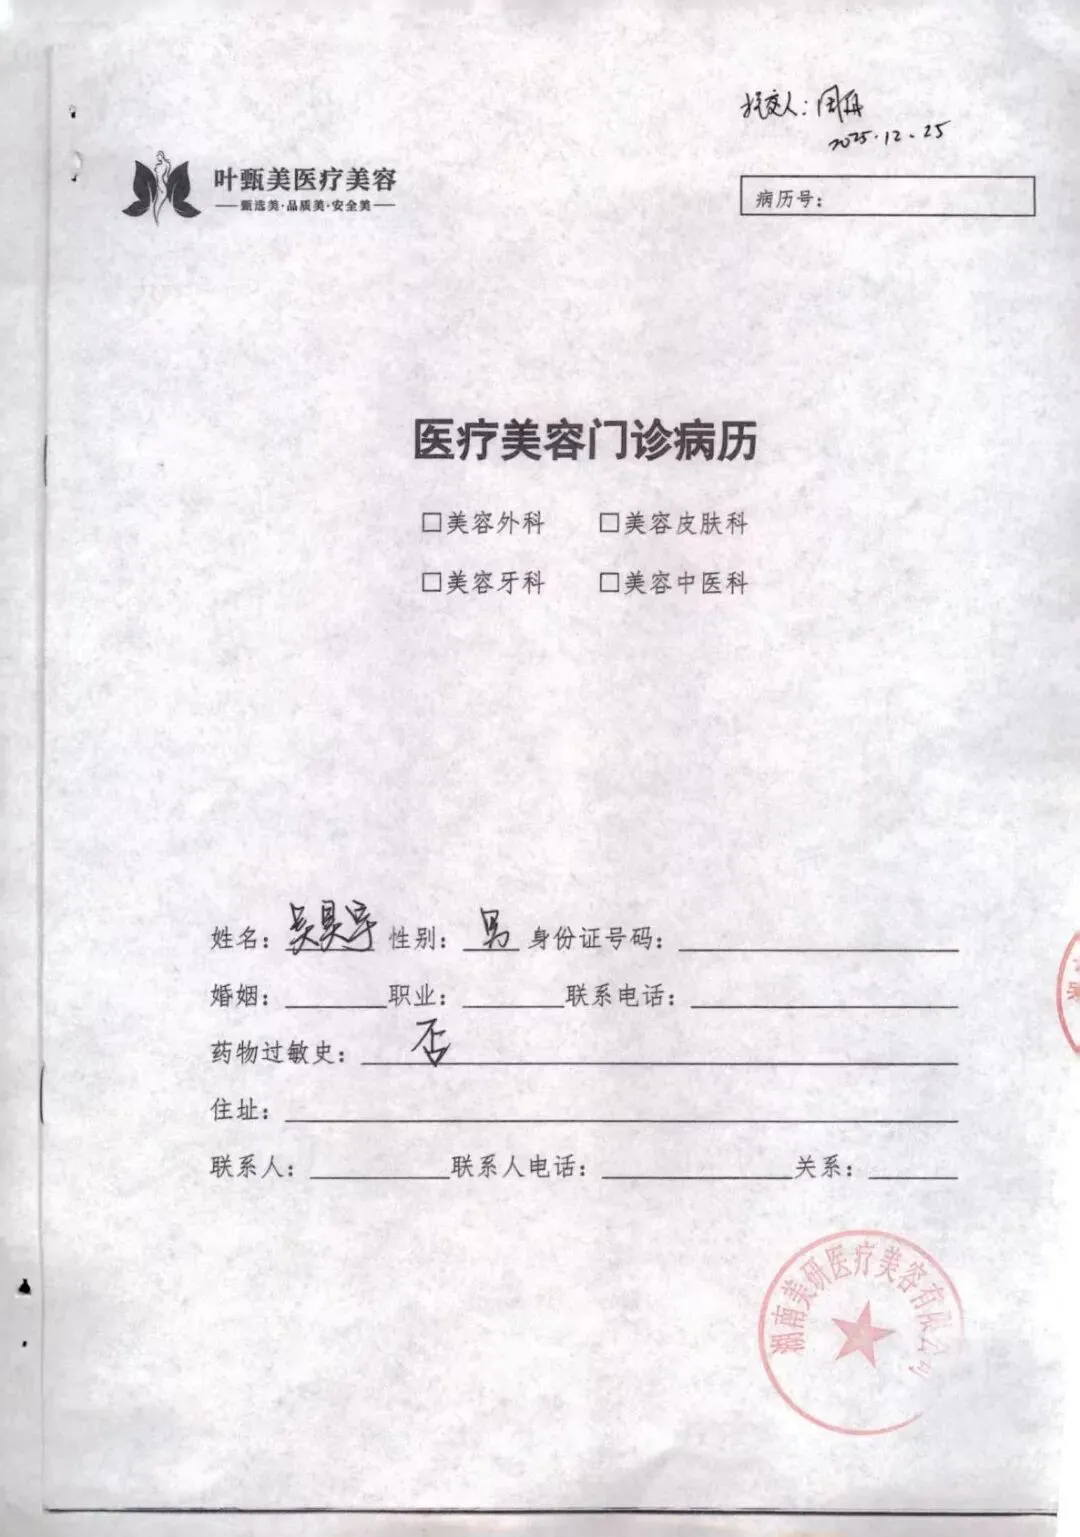 提交人：周丹
2025.12.25
叶甄美医疗美容
甄选美·品质美·安全美
病历号：
医疗美容门诊病历
□美容外科 □美容皮肤科
□美容牙科 □美容中医科
姓名：吴昊宇 性别：男 身份证号码：
婚姻： 职业： 联系电话：
药物过敏史：否
住址：
联系人： 联系人电话： 关系：
湖南美研医疗美容有限公司